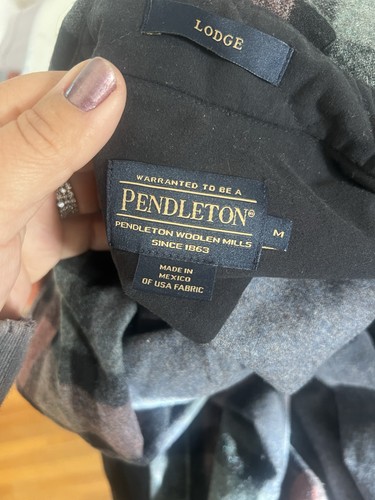 LODGE
WARRANTED TO BE A
PENDLETON®
M
PENDLETON WOOLEN MILLS
SINCE 1863
MADE IN
MEXICO
OF USA FABRIC